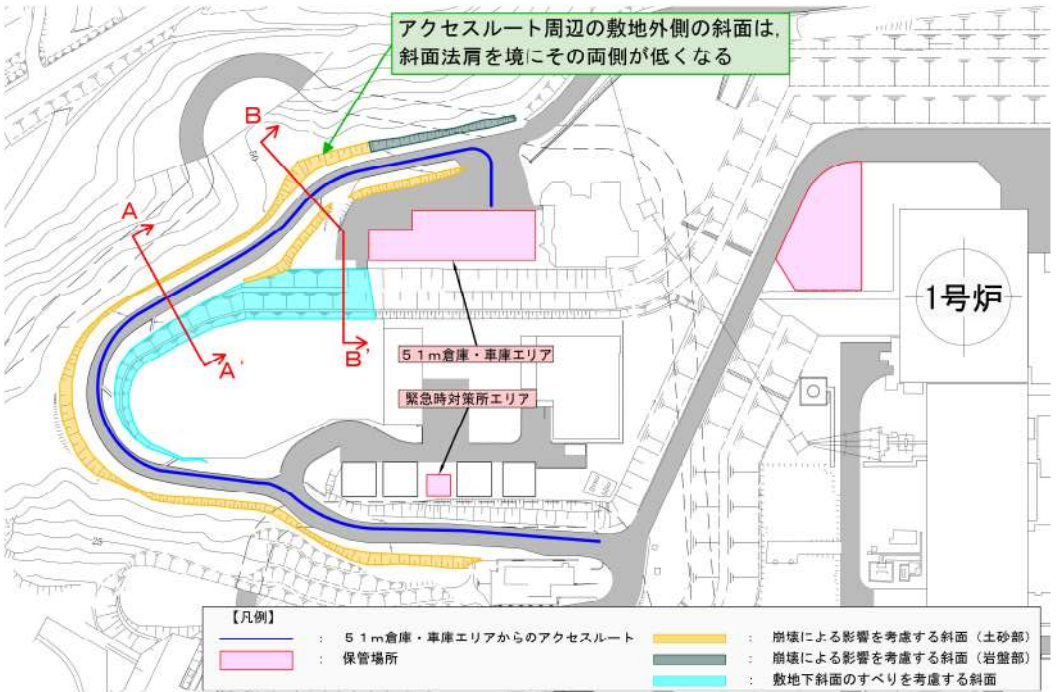 アクセスルート周辺の敷地外側の斜面は,
斜面法肩を境にその両側が低くなる
B
50
A
1号炉
A'
B'
51m倉庫・車庫エリア
緊急時対策所エリア
25
【凡例】
: 51m倉庫・車庫エリアからのアクセスルート
: 保管場所
: 崩壊による影響を考慮する斜面(土砂部)
: 崩壊による影響を考慮する斜面(岩盤部)
: 敷地下斜面のすべりを考慮する斜面